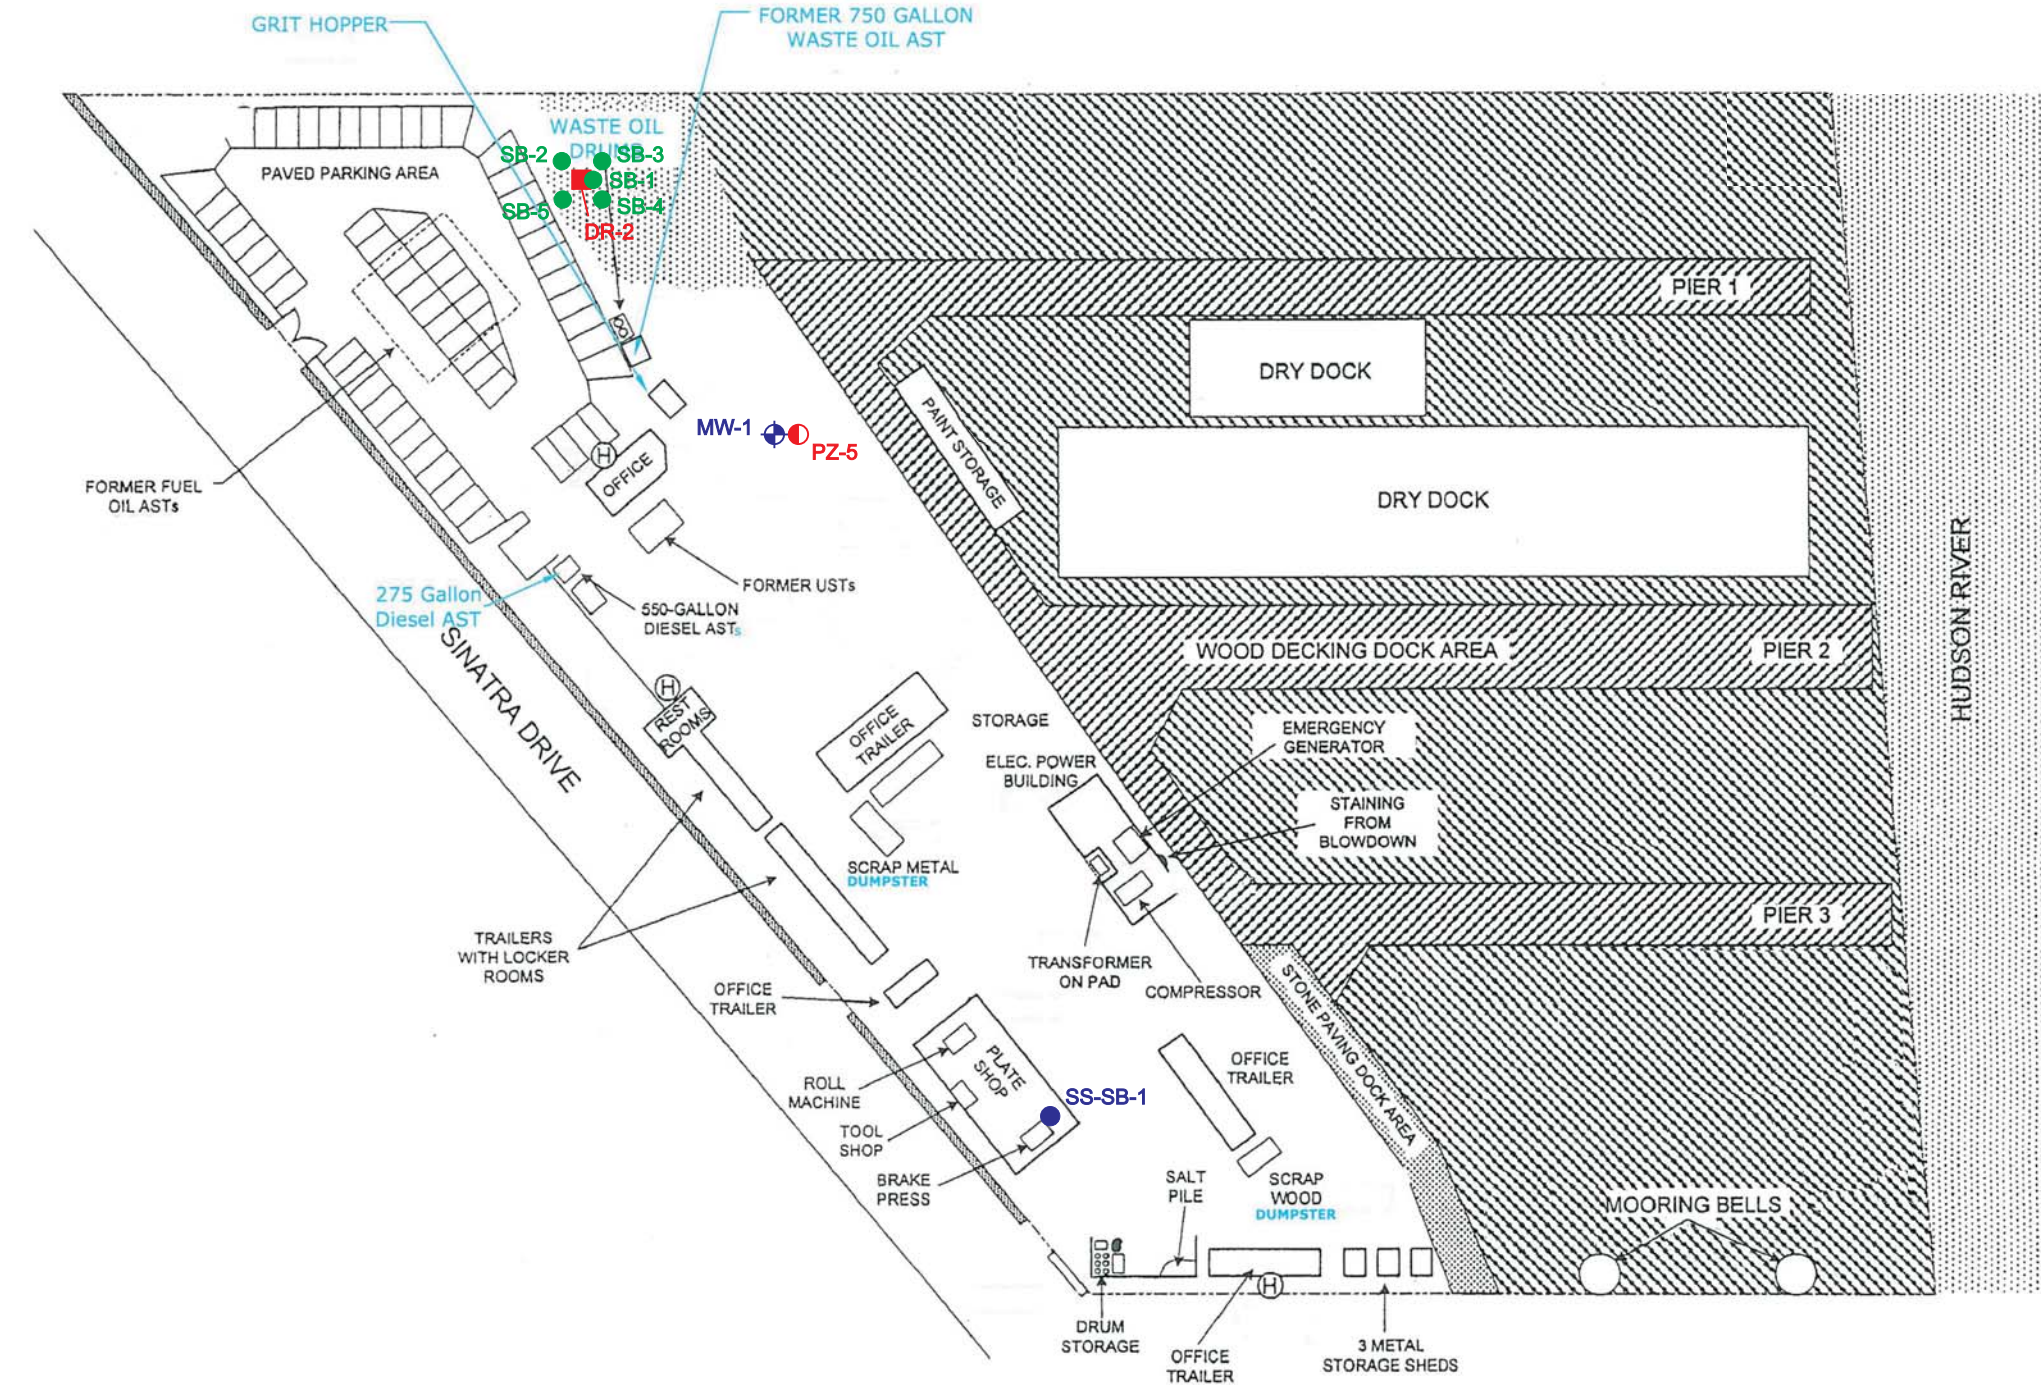 GRIT HOPPER
FORMER 750 GALLON
WASTE OIL AST
WASTE OIL
DRUMS
SB-2
SB-3
SB-1
SB-5
SB-4
DR-2
PAVED PARKING AREA
PIER 1
DRY DOCK
PAINT STORAGE
MW-1
PZ-5
H
OFFICE
DRY DOCK
FORMER FUEL
OIL ASTs
FORMER USTs
275 Gallon
Diesel AST
550-GALLON
DIESEL ASTs
SINATRA DRIVE
HUDSON RIVER
WOOD DECKING DOCK AREA
PIER 2
H
REST
ROOMS
OFFICE
TRAILER
STORAGE
EMERGENCY
GENERATOR
ELEC. POWER
BUILDING
STAINING
FROM
BLOWDOWN
SCRAP METAL
DUMPSTER
PIER 3
TRAILERS
WITH LOCKER
ROOMS
TRANSFORMER
ON PAD
COMPRESSOR
OFFICE
TRAILER
STONE PAVING DOCK AREA
PLATE
SHOP
OFFICE
TRAILER
ROLL
MACHINE
SS-SB-1
TOOL
SHOP
BRAKE
PRESS
SALT
PILE
SCRAP
WOOD
DUMPSTER
MOORING BELLS
H
DRUM
STORAGE
OFFICE
TRAILER
3 METAL
STORAGE SHEDS